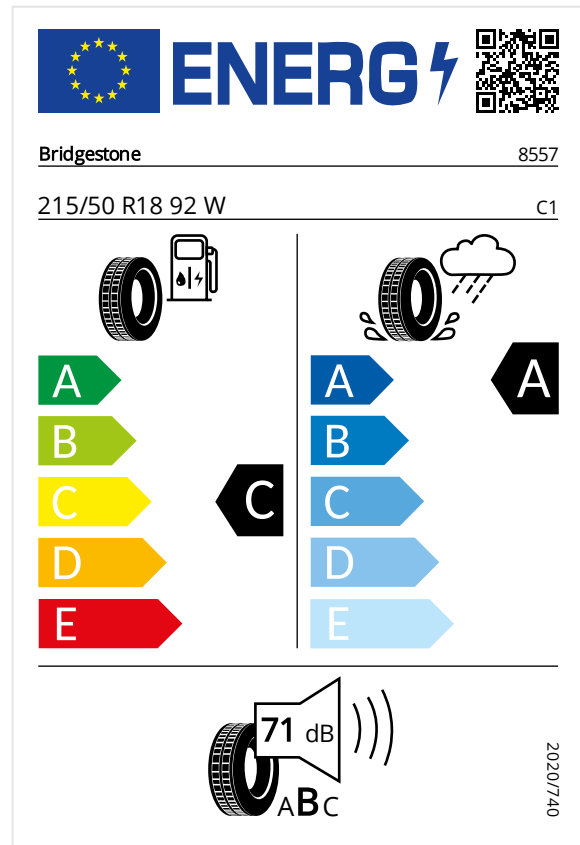 ENERG
Bridgestone 8557
215/50 R18 92 W C1
A A A
B B
C C C
D D
E E
71 dB
ABC
2020/740